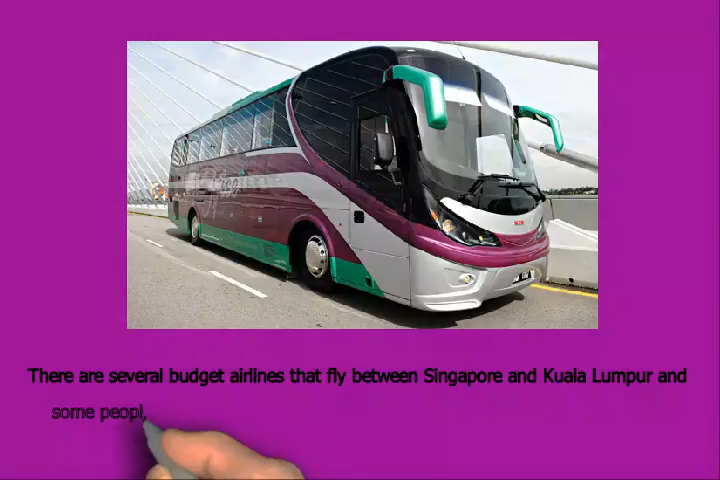 There are several budget airlines that fly between Singapore and Kuala Lumpur and
some peopl